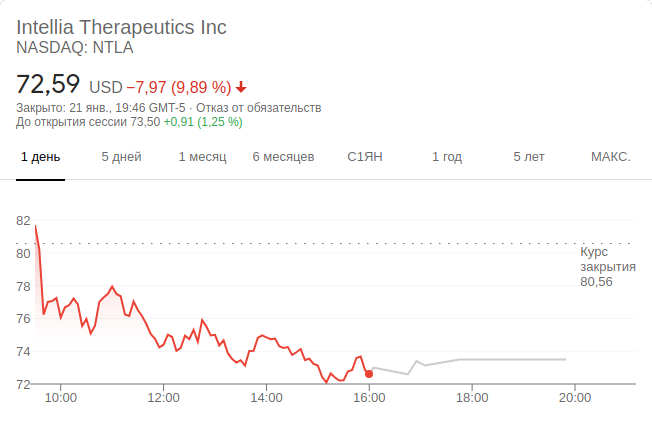 Intellia Therapeutics Inc
NASDAQ: NTLA
72,59 USD −7,97 (9,89 %)
Закрыто: 21 янв., 19:46 GMT-5 · Отказ от обязательств
До открытия сессии 73,50 +0,91 (1,25 %)
1 день 5 дней 1 месяц 6 месяцев С1ЯН 1 год 5 лет МАКС.
82
80
78
76
74
72
Курс
закрытия
80,56
10:00 12:00 14:00 16:00 18:00 20:00